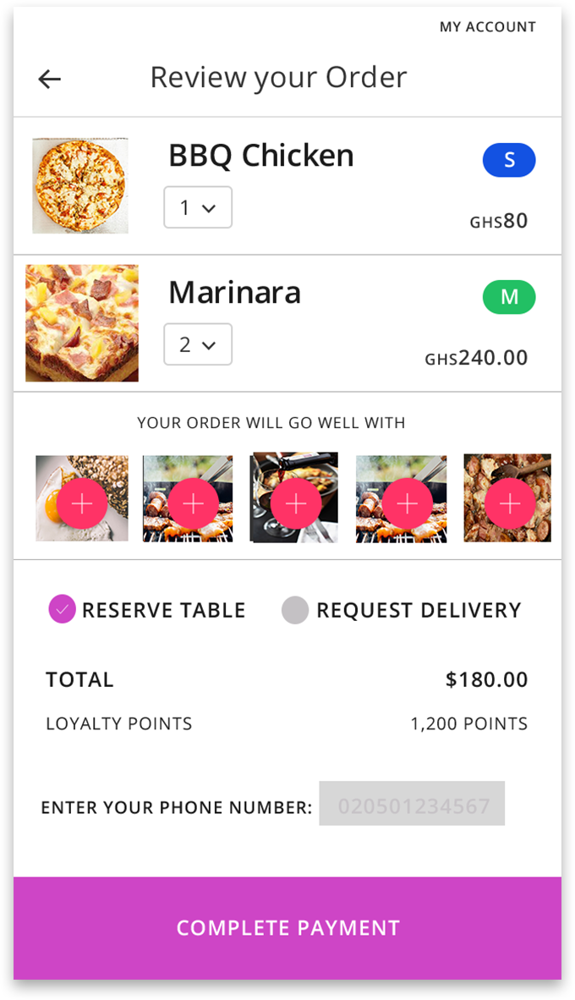 MY ACCOUNT
Review your Order
BBQ Chicken
S
1
GHS80
Marinara
M
2
GHS240.00
YOUR ORDER WILL GO WELL WITH
RESERVE TABLE REQUEST DELIVERY
TOTAL $180.00
LOYALTY POINTS 1,200 POINTS
ENTER YOUR PHONE NUMBER: 020501234567
COMPLETE PAYMENT